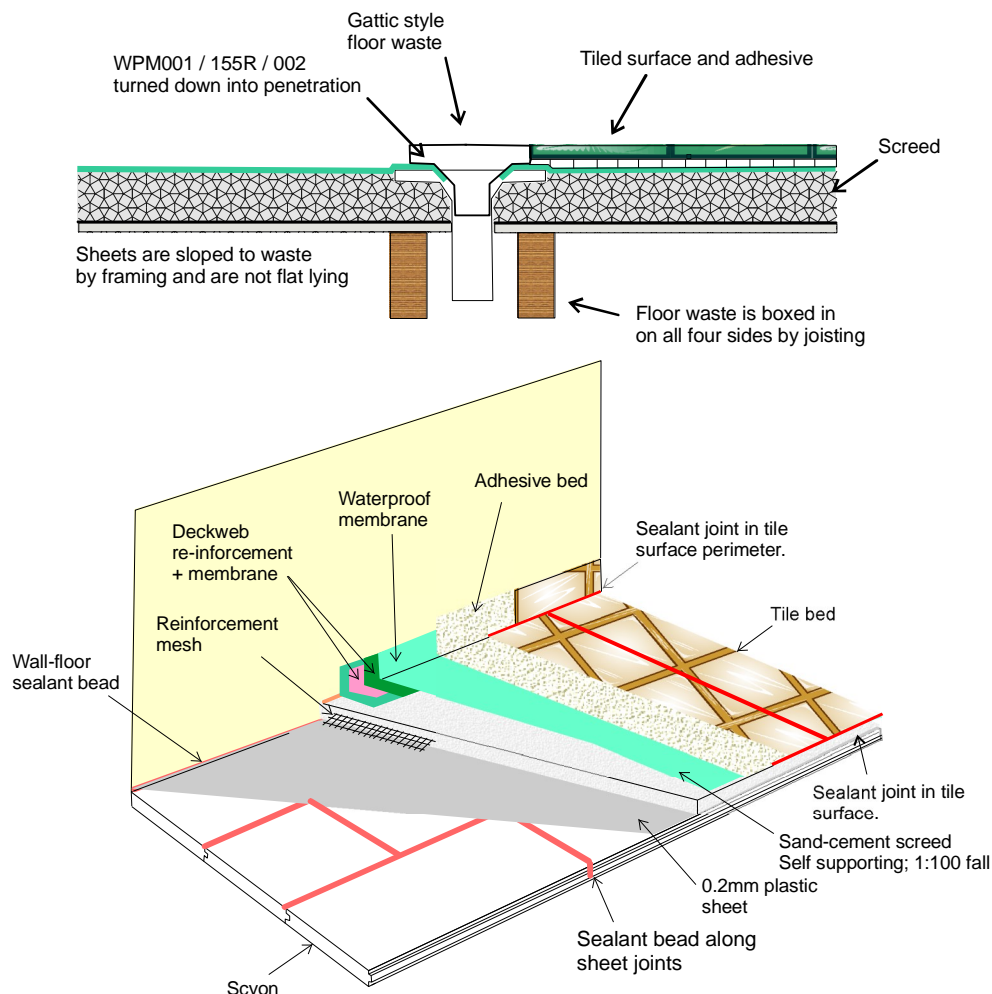 Gattic style
floor waste
WPM001 / 155R / 002
turned down into penetration
Tiled surface and adhesive
Screed
Sheets are sloped to waste
by framing and are not flat lying
Floor waste is boxed in
on all four sides by joisting
Adhesive bed
Waterproof
membrane
Deckweb
re-inforcement
+ membrane
Sealant joint in tile
surface perimeter.
Reinforcement
mesh
Tile bed
Wall-floor
sealant bead
Sealant joint in tile
surface.
Sand-cement screed
Self supporting; 1:100 fall
0.2mm plastic
sheet
Sealant bead along
sheet joints
Scyon